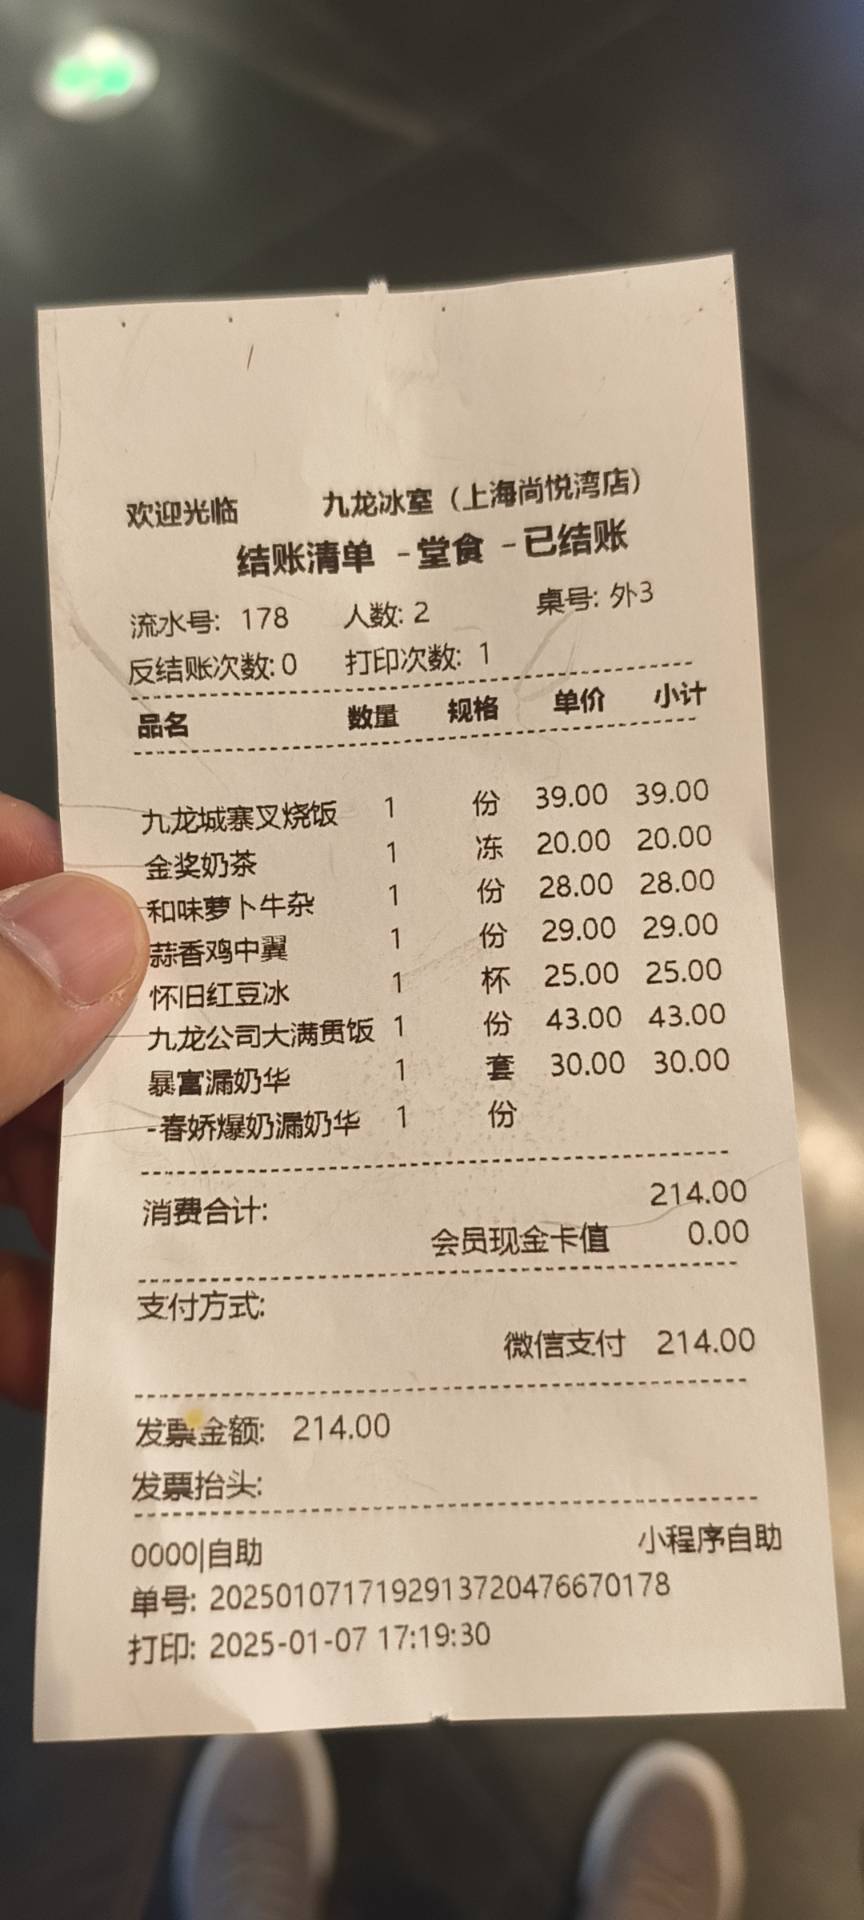 欢迎光临 九龙冰室（上海尚悦湾店）
结账清单 -堂食 -已结账
流水号: 178 人数: 2 桌号: 外3
反结账次数: 0 打印次数: 1
品名 数量 规格 单价 小计
九龙城寨叉烧饭 1 份 39.00 39.00
金奖奶茶 1 冻 20.00 20.00
和味萝卜牛杂 1 份 28.00 28.00
蒜香鸡中翼 1 份 29.00 29.00
怀旧红豆冰 1 杯 25.00 25.00
九龙公司大满贯饭 1 份 43.00 43.00
暴富漏奶华 1 套 30.00 30.00
-春娇爆奶漏奶华 1 份
消费合计: 214.00
会员现金卡值 0.00
支付方式:
微信支付 214.00
发票金额: 214.00
发票抬头:
0000|自助 小程序自助
单号: 2025010717192913720476670178
打印: 2025-01-07 17:19:30